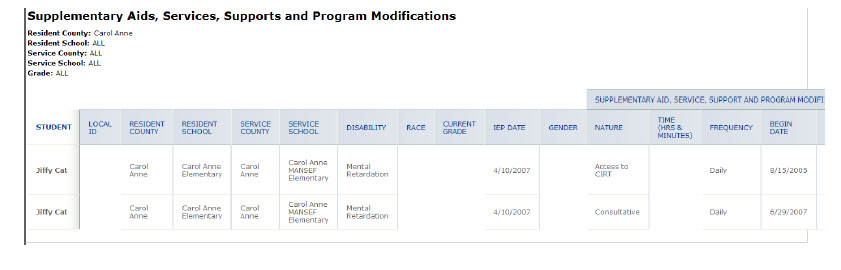 Supplementary Aids, Services, Supports and Program Modifications
Resident County: Carol Anne
Resident School: ALL
Service County: ALL
Service School: ALL
Grade: ALL
SUPPLEMENTARY AID, SERVICE, SUPPORT AND PROGRAM MODIFI
STUDENT LOCAL ID RESIDENT COUNTY RESIDENT SCHOOL SERVICE COUNTY SERVICE SCHOOL DISABILITY RACE CURRENT GRADE IEP DATE GENDER NATURE TIME (HRS & MINUTES) FREQUENCY BEGIN DATE
Jiffy Cat Carol Anne Carol Anne Elementary Carol Anne Carol Anne MANSEF Elementary Mental Retardation 4/10/2007 Access to CIRT Daily 8/15/2005
Jiffy Cat Carol Anne Carol Anne Elementary Carol Anne Carol Anne MANSEF Elementary Mental Retardation 4/10/2007 Consultative Daily 6/29/2007